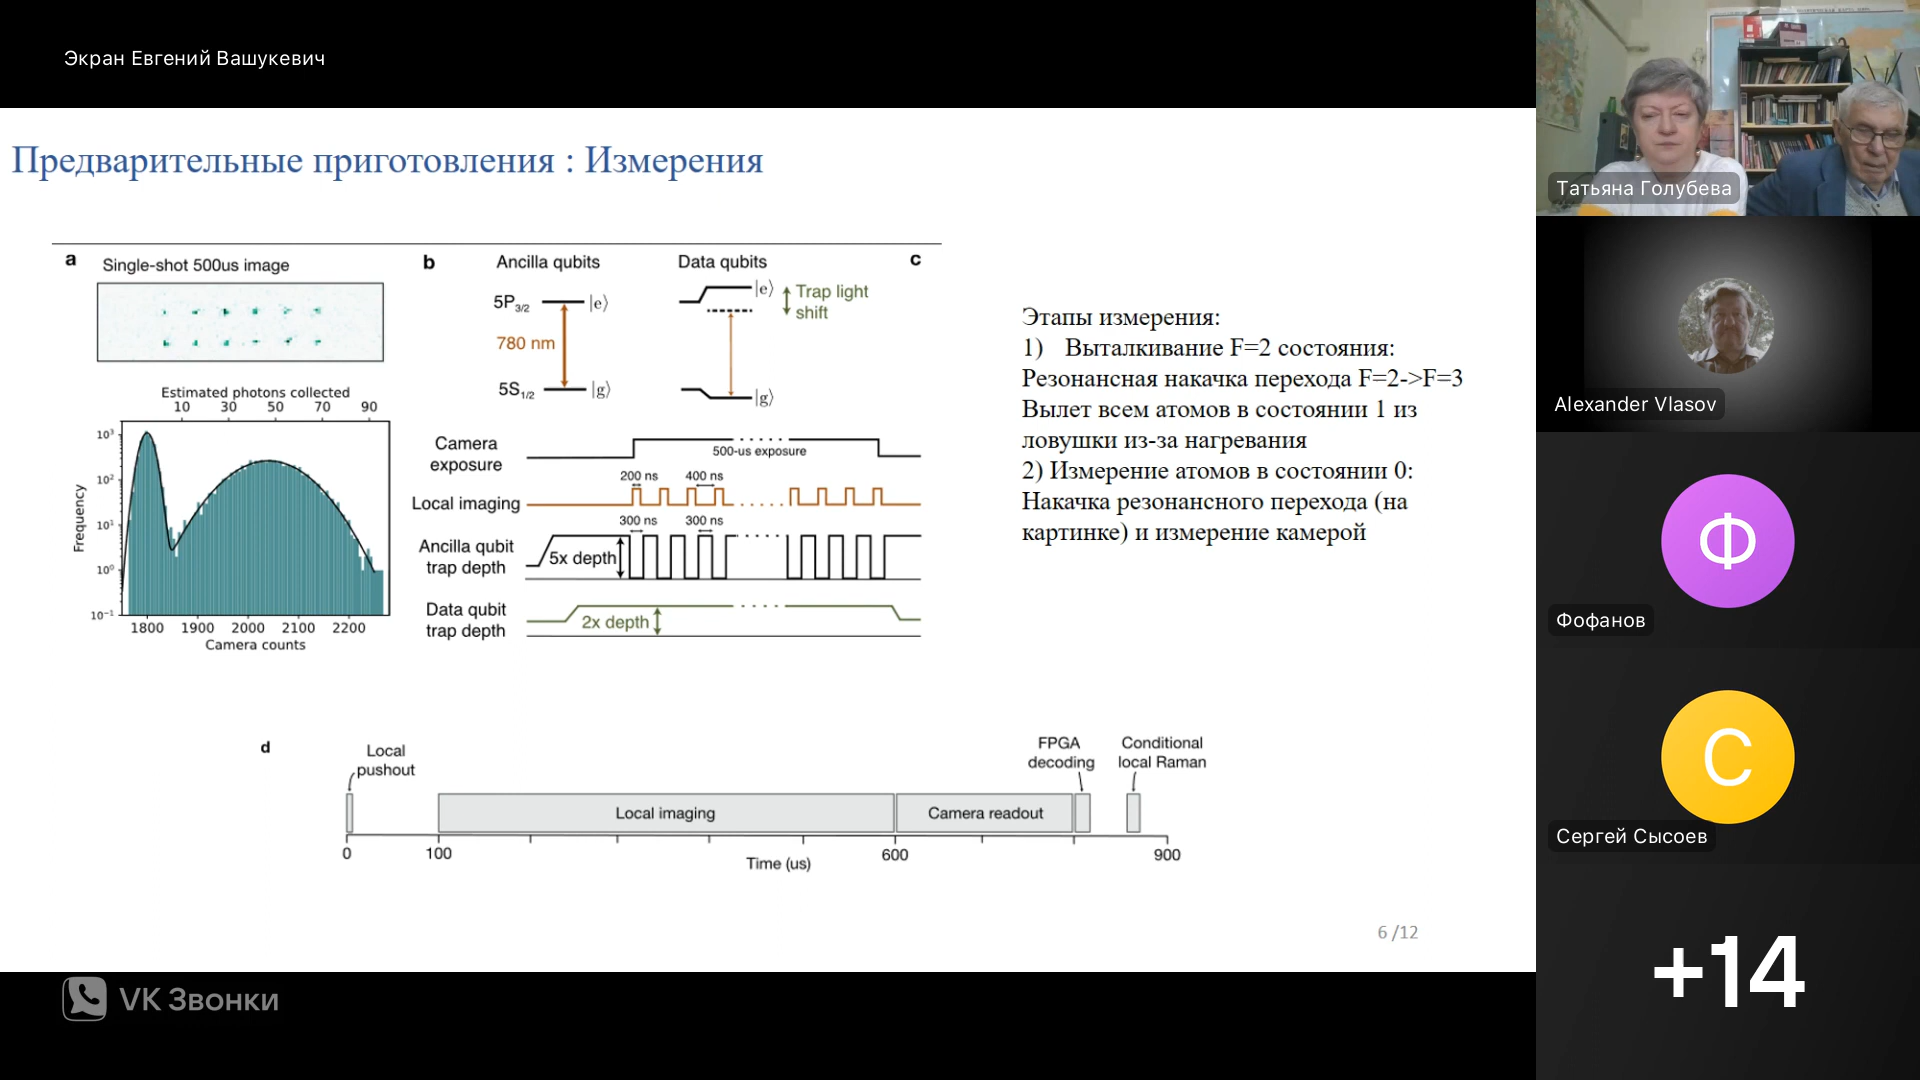 Экран Евгений Вашукевич
Предварительные приготовления : Измерения
a
Single-shot 500us image
Estimated photons collected
10 30 50 70 90
10³
10²
10¹
10⁰
10⁻¹
Frequency
1800 1900 2000 2100 2200
Camera counts
b
Ancilla qubits
Data qubits
c
5P3/2
|e⟩
780 nm
5S1/2
|g⟩
|e⟩
Trap light
shift
|g⟩
Camera
exposure
500-us exposure
200 ns
400 ns
Local imaging
300 ns
300 ns
Ancilla qubit
trap depth
5x depth
Data qubit
trap depth
2x depth
Этапы измерения:
1) Выталкивание F=2 состояния:
Резонансная накачка перехода F=2->F=3
Вылет всем атомов в состоянии 1 из
ловушки из-за нагревания
2) Измерение атомов в состоянии 0:
Накачка резонансного перехода (на
картинке) и измерение камерой
d
Local
pushout
Local imaging
Camera readout
FPGA
decoding
Conditional
local Raman
0 100 600 900
Time (us)
6 /12
VK Звонки
Татьяна Голубева
Alexander Vlasov
Ф
Фофанов
С
Сергей Сысоев
+14